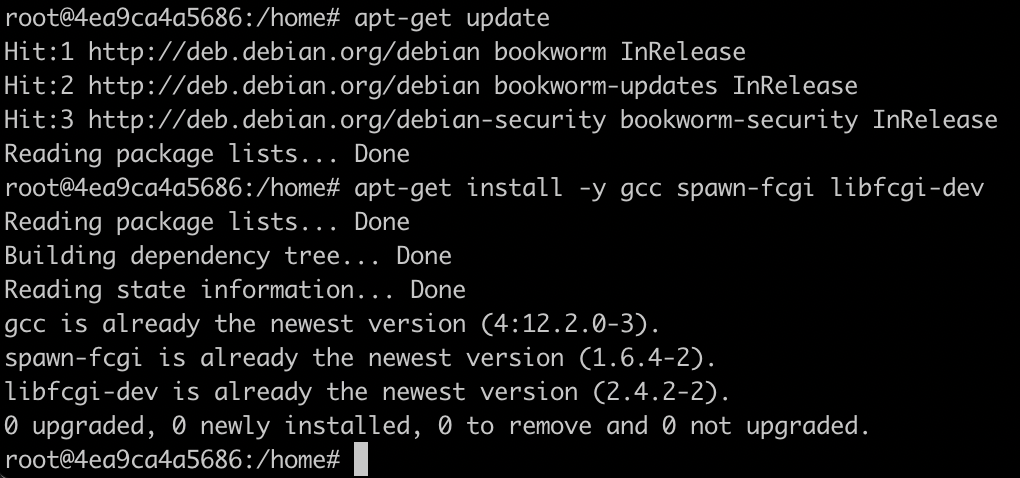 root@4ea9ca4a5686:/home# apt-get update
Hit:1 http://deb.debian.org/debian bookworm InRelease
Hit:2 http://deb.debian.org/debian bookworm-updates InRelease
Hit:3 http://deb.debian.org/debian-security bookworm-security InRelease
Reading package lists... Done
root@4ea9ca4a5686:/home# apt-get install -y gcc spawn-fcgi libfcgi-dev
Reading package lists... Done
Building dependency tree... Done
Reading state information... Done
gcc is already the newest version (4:12.2.0-3).
spawn-fcgi is already the newest version (1.6.4-2).
libfcgi-dev is already the newest version (2.4.2-2).
0 upgraded, 0 newly installed, 0 to remove and 0 not upgraded.
root@4ea9ca4a5686:/home#